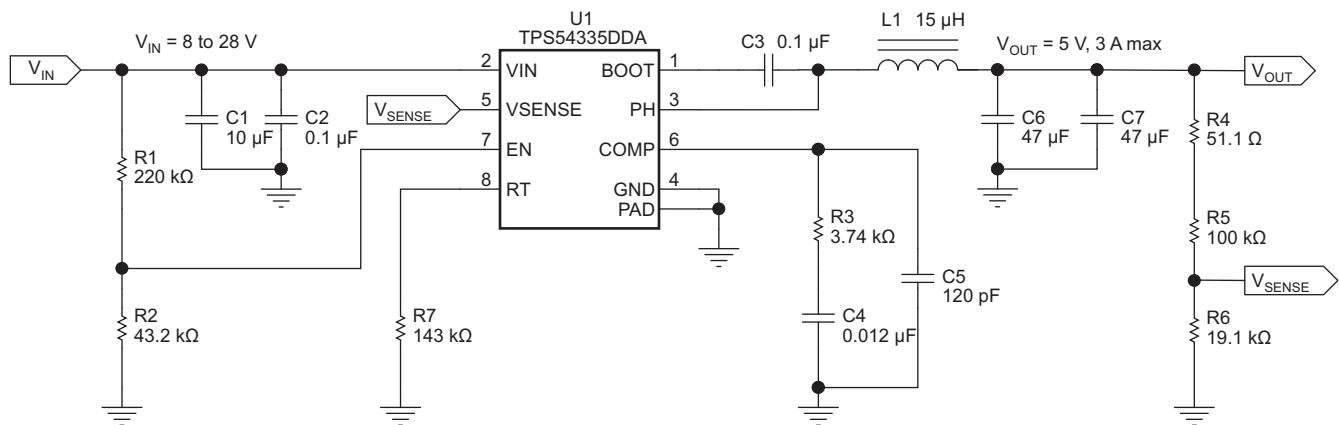 U1
TPS54335DDA
V_IN
V_IN = 8 to 28 V
C1
10 µF
C2
0.1 µF
R1
220 kΩ
R2
43.2 kΩ
V_SENSE
2
VIN
5
VSENSE
7
EN
8
RT
BOOT
1
PH
3
COMP
6
GND
4
PAD
R7
143 kΩ
C3
0.1 µF
L1
15 µH
V_OUT = 5 V, 3 A max
V_OUT
C6
47 µF
C7
47 µF
R4
51.1 Ω
R3
3.74 kΩ
C4
0.012 µF
C5
120 pF
R5
100 kΩ
V_SENSE
R6
19.1 kΩ